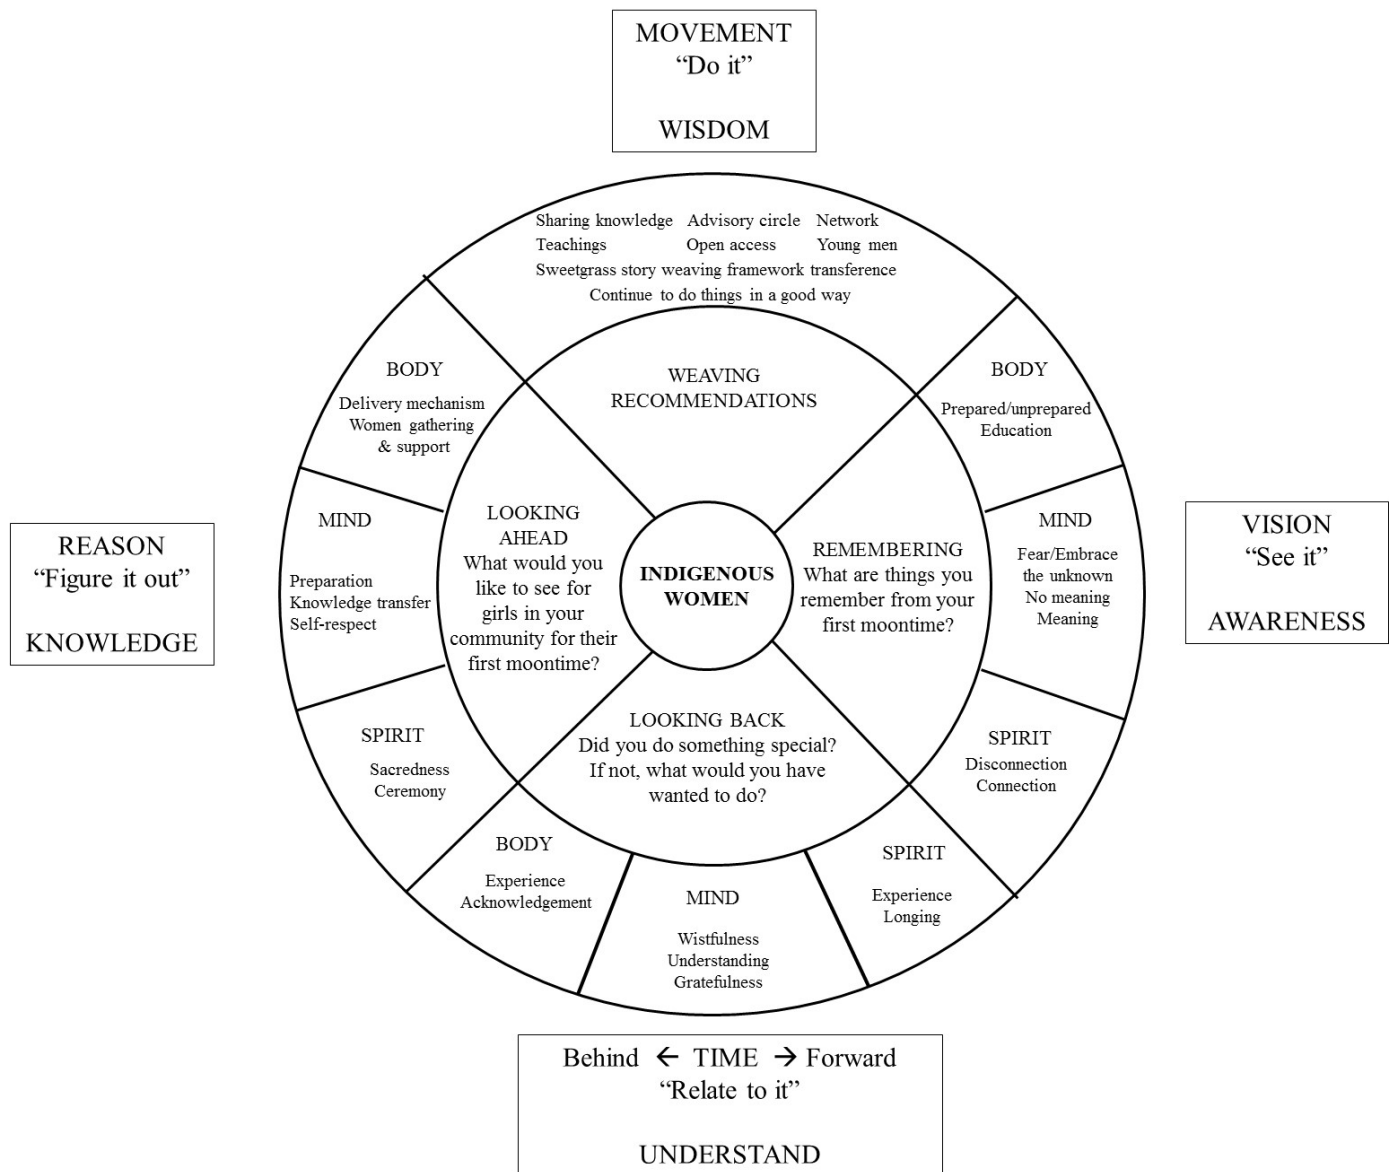 MOVEMENT
“Do it”
WISDOM
Sharing knowledge Advisory circle Network
Teachings Open access Young men
Sweetgrass story weaving framework transference
Continue to do things in a good way
WEAVING
RECOMMENDATIONS
BODY
Prepared/unprepared
Education
MIND
Fear/Embrace
the unknown
No meaning
Meaning
SPIRIT
Disconnection
Connection
REMEMBERING
What are things you
remember from your
first moontime?
VISION
“See it”
AWARENESS
INDIGENOUS
WOMEN
LOOKING BACK
Did you do something special?
If not, what would you have
wanted to do?
SPIRIT
Experience
Longing
MIND
Wistfulness
Understanding
Gratefulness
BODY
Experience
Acknowledgement
Behind ← TIME → Forward
“Relate to it”
UNDERSTAND
LOOKING
AHEAD
What would you
like to see for
girls in your
community for their
first moontime?
SPIRIT
Sacredness
Ceremony
MIND
Preparation
Knowledge transfer
Self-respect
BODY
Delivery mechanism
Women gathering
& support
REASON
“Figure it out”
KNOWLEDGE